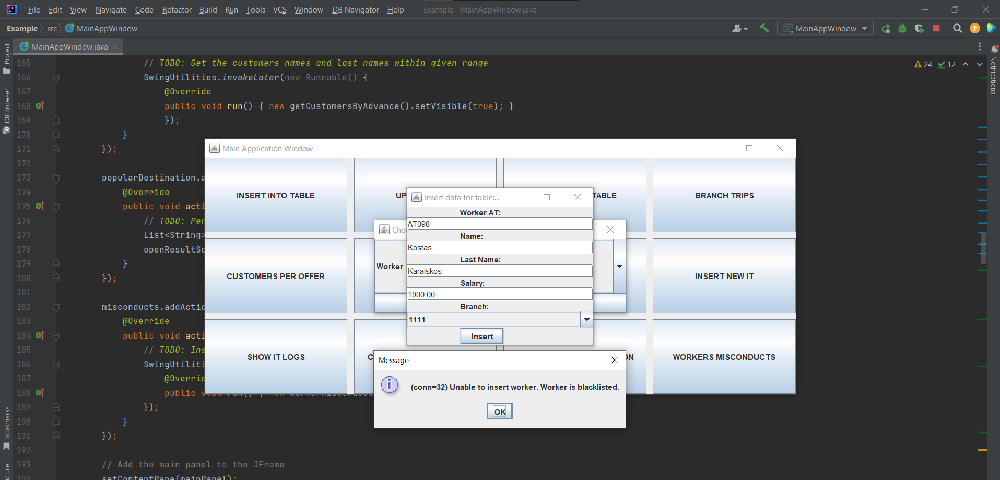 File Edit View Navigate Code Refactor Build Run Tools VCS Window DB Navigator Help Example - MainAppWindow.java
Example src MainAppWindow MainAppWindow
Project
DB Browser
Bookmarks
Notifications
MainAppWindow.java
24 12
165 // TODO: Get the customers names and last names within given range
166 SwingUtilities.invokeLater(new Runnable() {
167 @Override
168 public void run() { new getCustomersByAdvance().setVisible(true); }
169 });
170 }
171 });
172
173 popularDestination.a
174 @Override
175 public void acti
176 // TODO: Per
177 List<String>
178 openResultSc
179 }
180 });
181
182 misconducts.addActio
183 @Override
184 public void acti
185 // TODO: Ins
186 SwingUtiliti
187 @Overrid
188 public void run() { new WorkerMisconduct
189 });
190 }
191 });
192
193 // Add the main panel to the JFrame
194 setContentPane(mainPanel);
Main Application Window
INSERT INTO TABLE UP TABLE BRANCH TRIPS
CUSTOMERS PER OFFER INSERT NEW IT
SHOW IT LOGS C ON WORKERS MISCONDUCTS
Choo
Worker
Insert data for table:...
Worker AT:
AT098
Name:
Kostas
Last Name:
Karaiskos
Salary:
1900.00
Branch:
1111
Insert
Message
(conn=32) Unable to insert worker. Worker is blacklisted.
OK